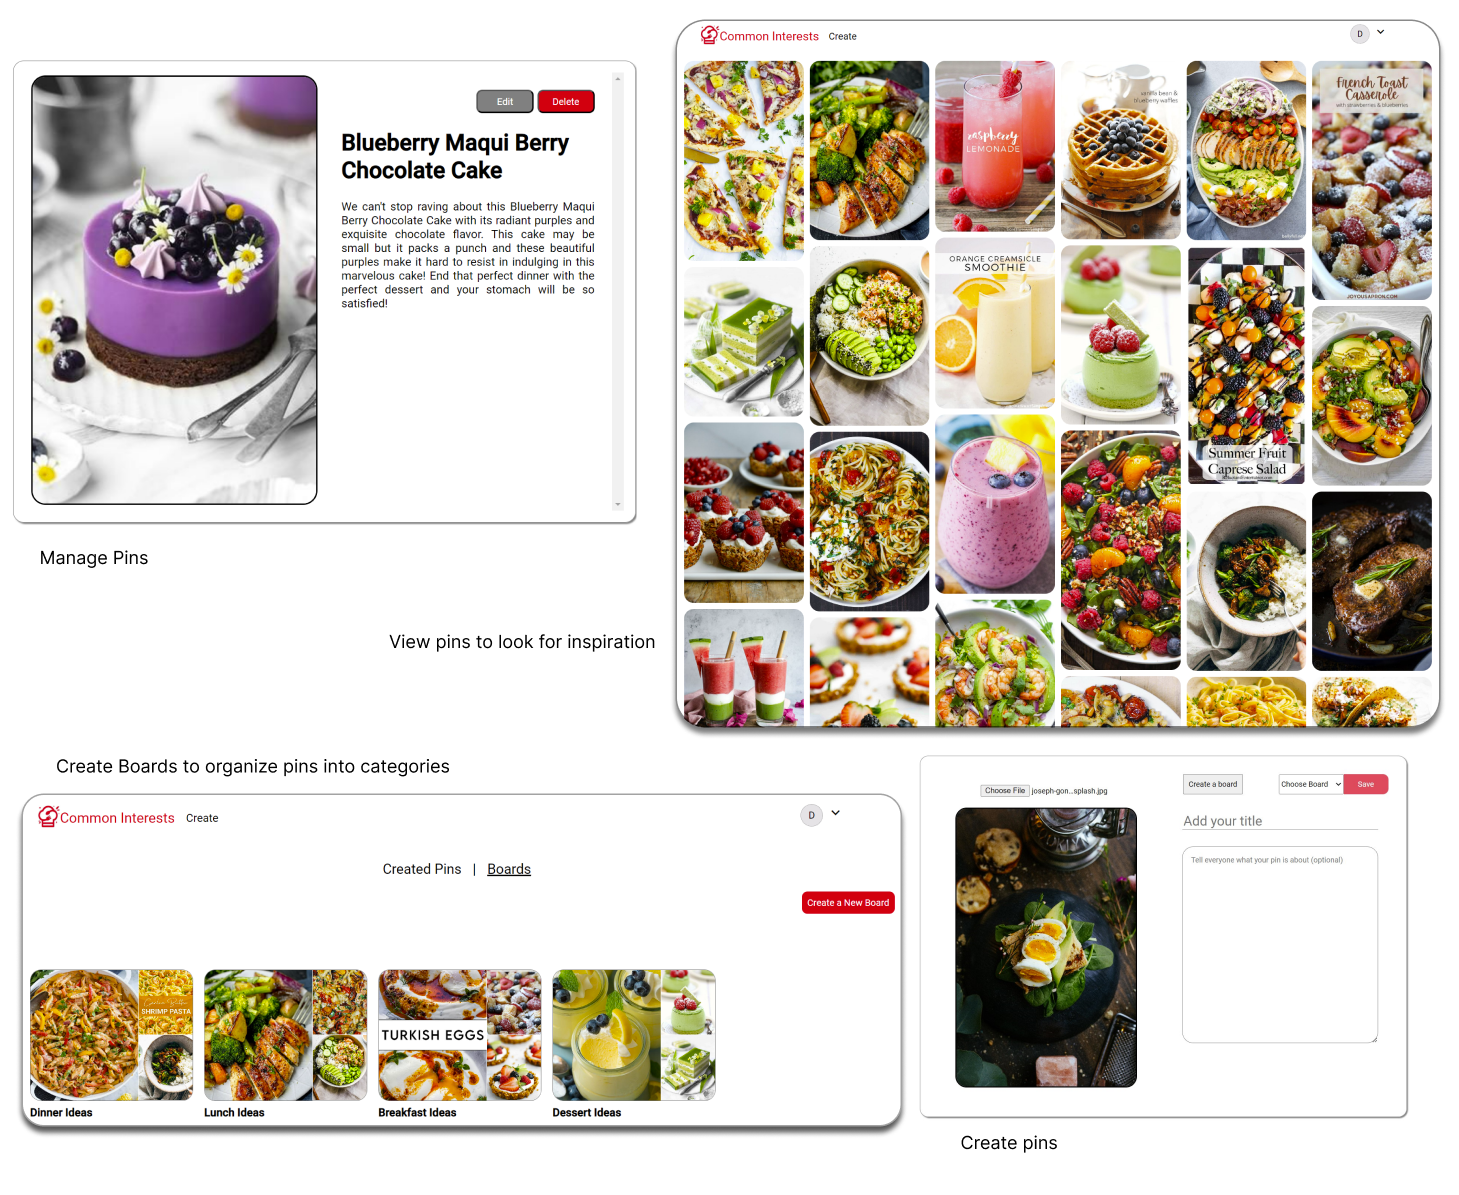 Edit
Delete
Blueberry Maqui Berry
Chocolate Cake
We can't stop raving about this Blueberry Maqui
Berry Chocolate Cake with its radiant purples and
exquisite chocolate flavor. This cake may be
small but it packs a punch and these beautiful
purples make it hard to resist in indulging in this
marvelous cake! End that perfect dinner with the
perfect dessert and your stomach will be so
satisfied!
Manage Pins
View pins to look for inspiration
Common Interests
Create
D
raspberry
LEMONADE
vanilla bean &
blueberry waffles
French Toast
Casserole
with strawberries & blueberries
JOYOUSAPRON.COM
ORANGE CREAMSICLE
SMOOTHIE
Summer Fruit
Caprese Salad
Create Boards to organize pins into categories
Common Interests
Create
D
Created Pins | Boards
Create a New Board
SHRIMP PASTA
TURKISH EGGS
Dinner Ideas
Lunch Ideas
Breakfast Ideas
Dessert Ideas
Choose File joseph-gon...splash.jpg
Create a board
Choose Board
Save
Add your title
Tell everyone what your pin is about (optional)
Create pins